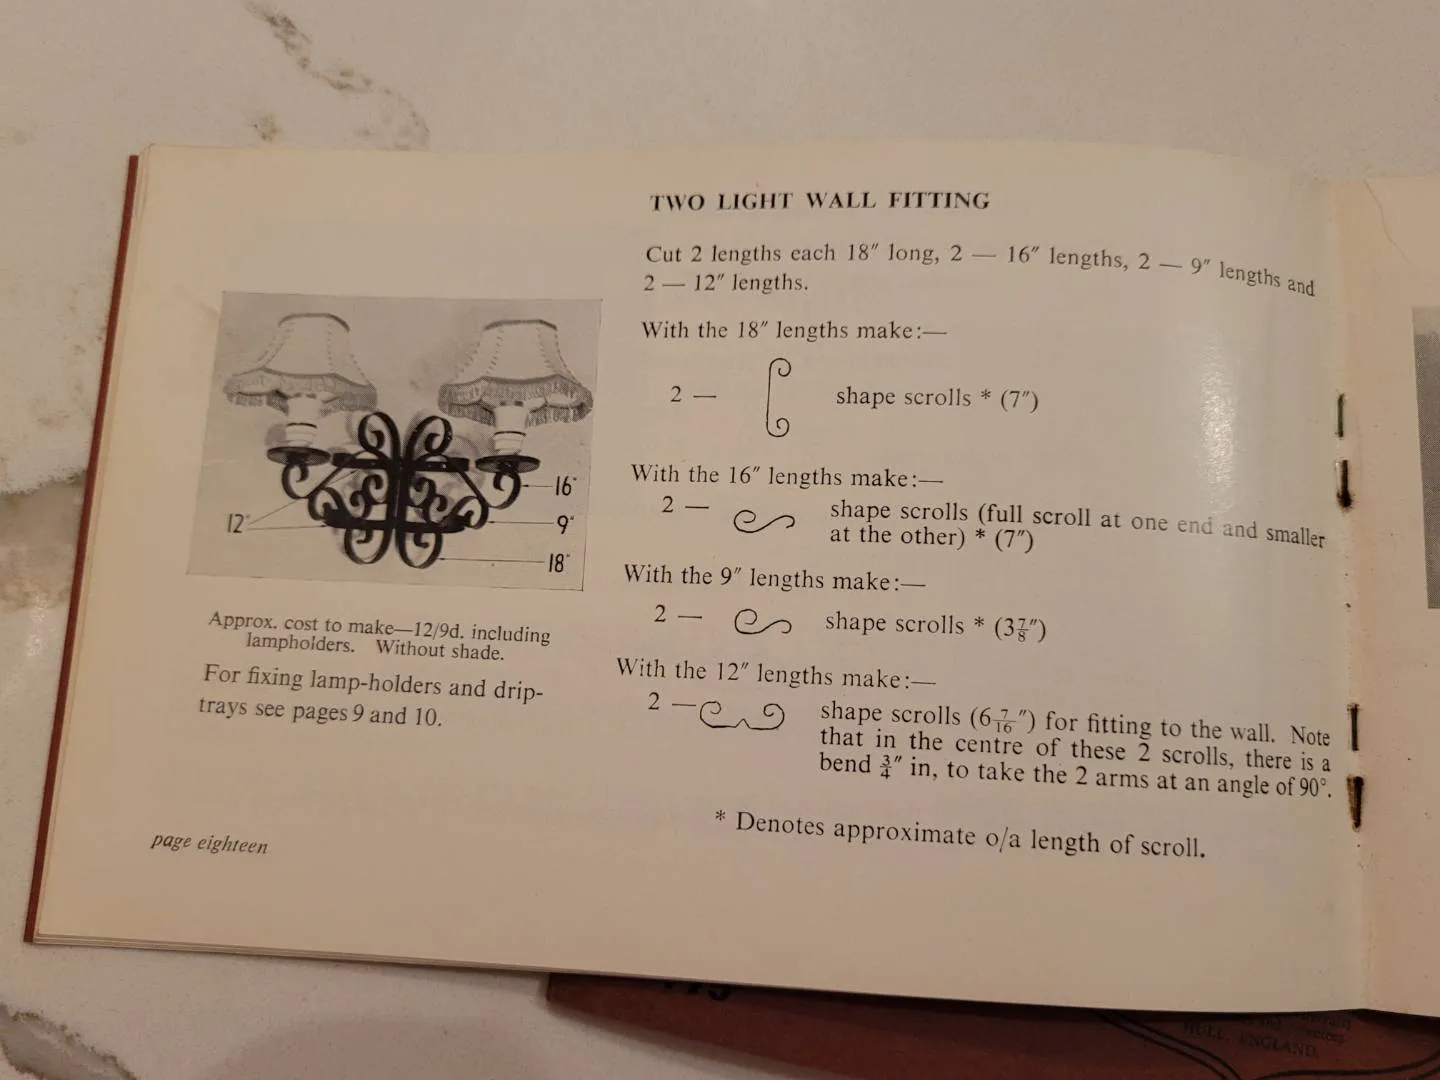 TWO LIGHT WALL FITTING
Cut 2 lengths each 18″ long, 2 — 16″ lengths, 2 — 9″ lengths and
2 — 12″ lengths.
With the 18″ lengths make:—
2 — shape scrolls * (7″)
With the 16″ lengths make:—
2 — shape scrolls (full scroll at one end and smaller
at the other) * (7″)
With the 9″ lengths make:—
2 — shape scrolls * (3⅞″)
With the 12″ lengths make:—
2 — shape scrolls (6 7/16″) for fitting to the wall. Note
that in the centre of these 2 scrolls, there is a
bend ¾″ in, to take the 2 arms at an angle of 90°.
* Denotes approximate o/a length of scroll.
16″
12″
9″
18″
Approx. cost to make—12/9d. including
lampholders. Without shade.
For fixing lamp-holders and drip-
trays see pages 9 and 10.
page eighteen
HULL, ENGLAND.